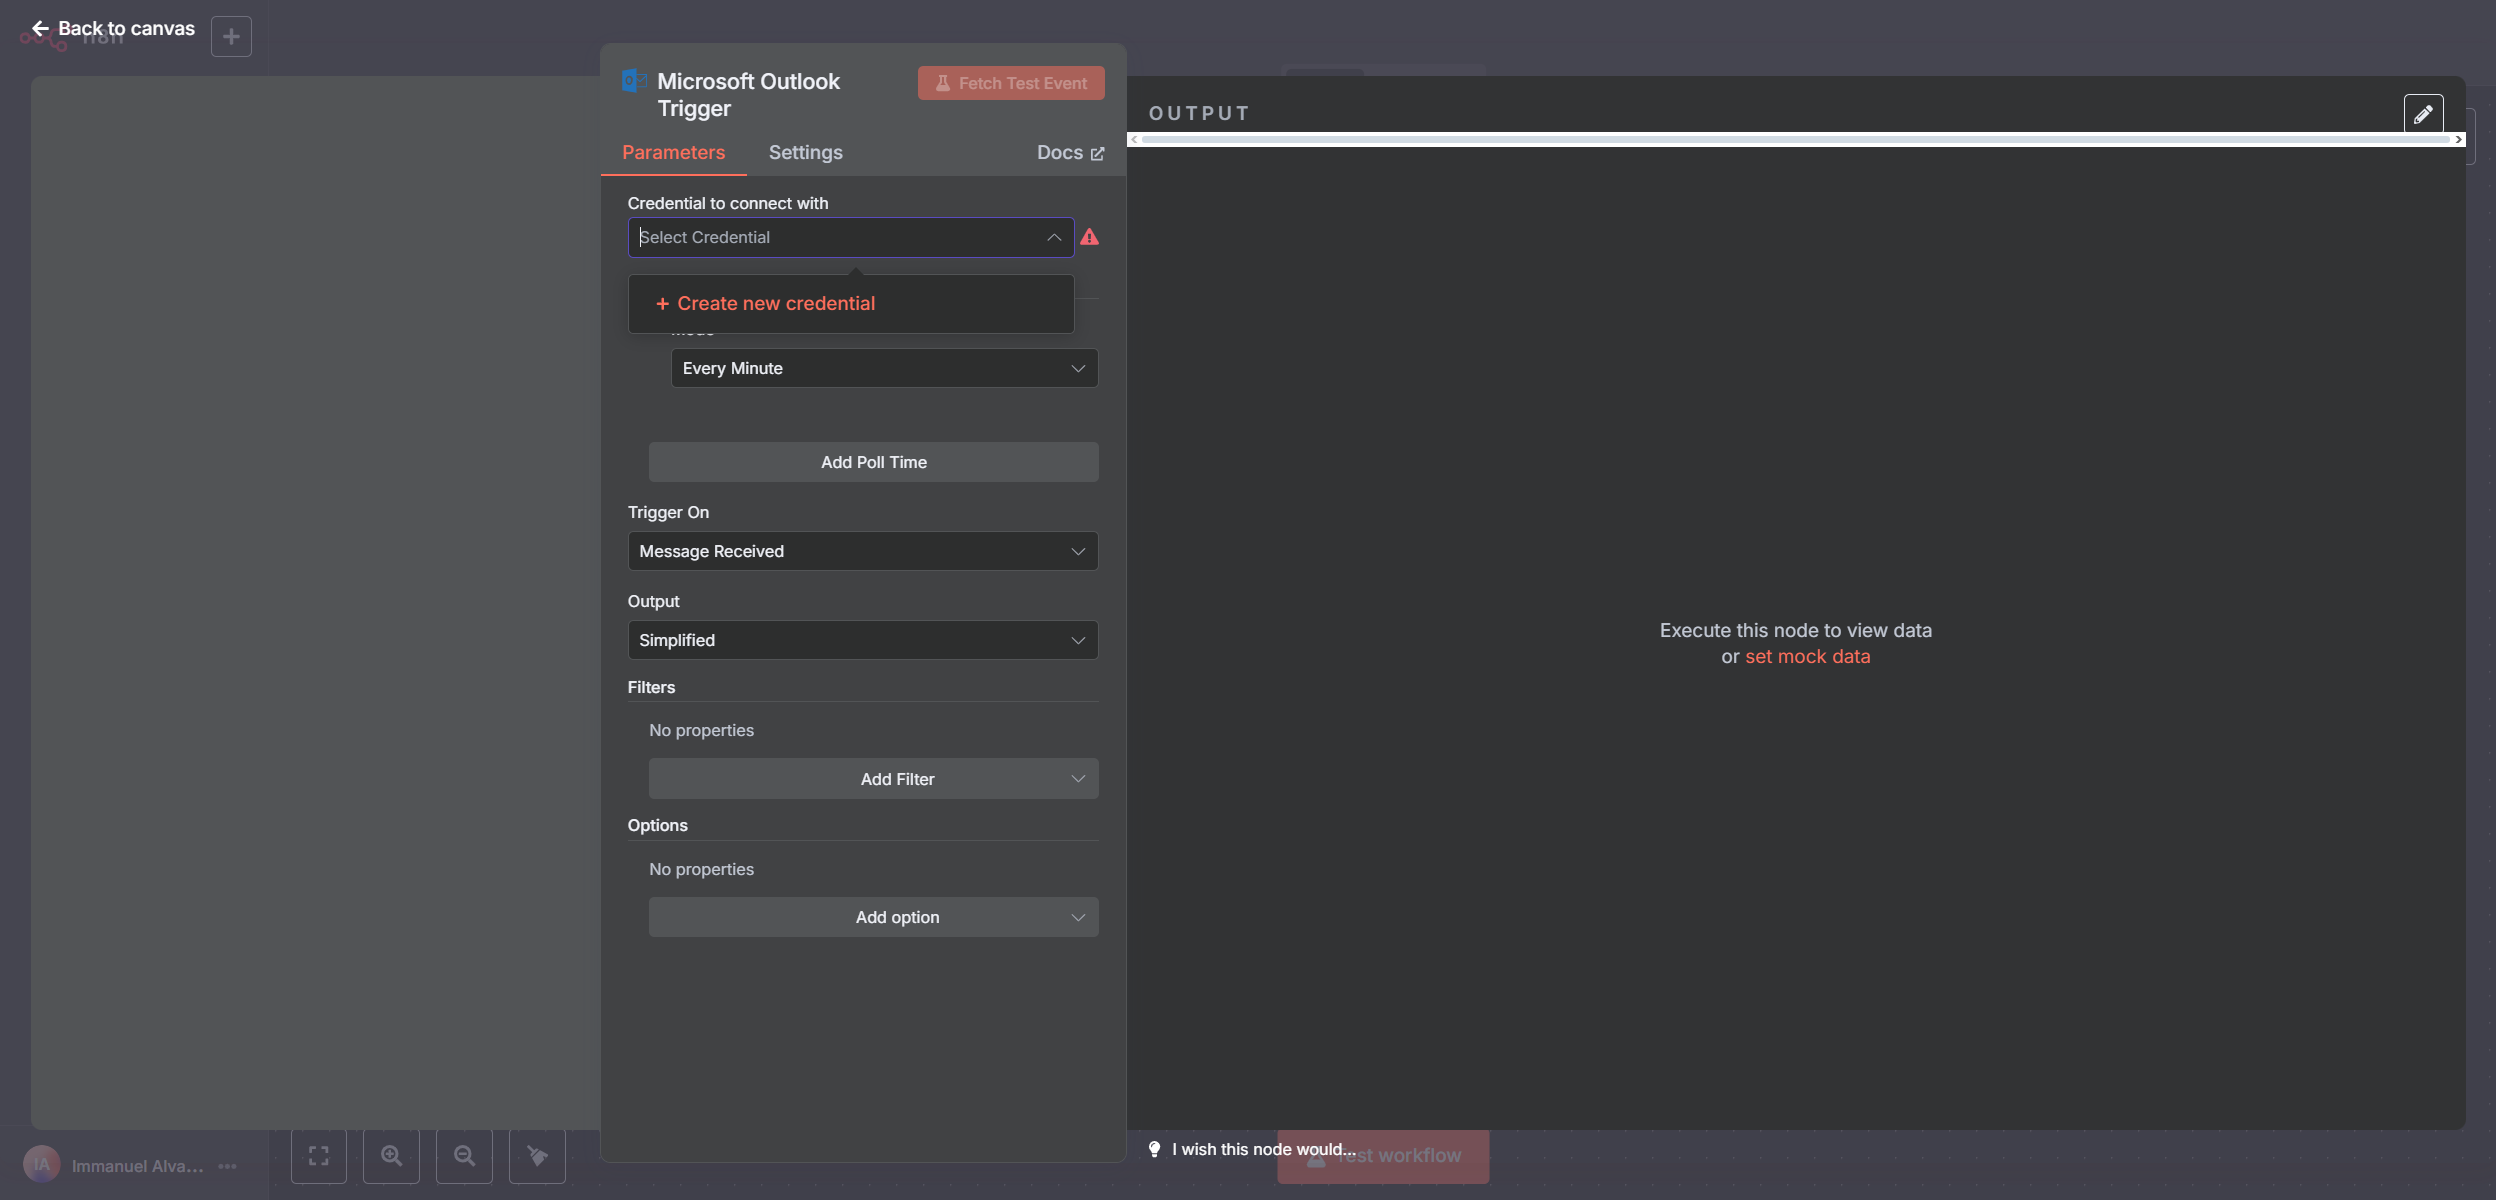 Back to canvas
n8n
Microsoft Outlook
Trigger
Fetch Test Event
Parameters
Settings
Docs
Credential to connect with
Select Credential
+ Create new credential
Mode
Every Minute
Add Poll Time
Trigger On
Message Received
Output
Simplified
Filters
No properties
Add Filter
Options
No properties
Add option
OUTPUT
Execute this node to view data
or set mock data
IA
Immanuel Alva...
I wish this node would...
Test workflow